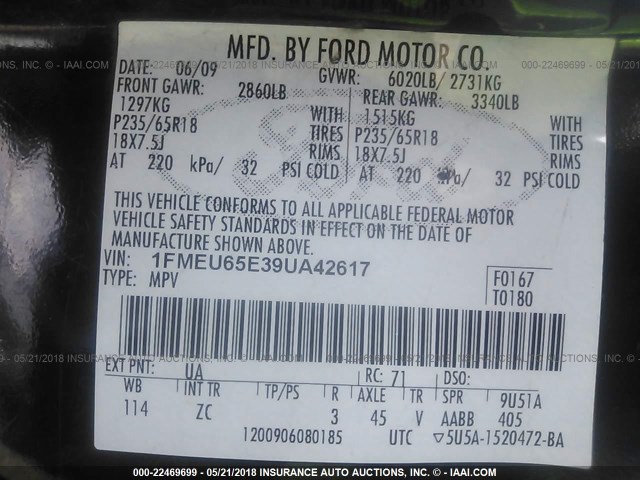 MFD. BY FORD MOTOR CO.
DATE: 06/09 GVWR: 6020LB/ 2731KG
FRONT GAWR: 2860LB REAR GAWR: 3340LB
1297KG WITH 1515KG WITH
P235/65R18 TIRES P235/65R18 TIRES
18X7.5J RIMS 18X7.5J RIMS
AT 220 kPa/ 32 PSI COLD AT 220 kPa/ 32 PSI COLD
THIS VEHICLE CONFORMS TO ALL APPLICABLE FEDERAL MOTOR
VEHICLE SAFETY STANDARDS IN EFFECT ON THE DATE OF
MANUFACTURE SHOWN ABOVE.
VIN: 1FMEU65E39UA42617
TYPE: MPV
F0167
T0180
EXT PNT: UA RC: 71 DSO:
WB INT TR TP/PS R AXLE TR SPR 9U51A
114 ZC 3 45 V AABB 405
1200906080185 UTC ▽5U5A-1520472-BA
000-22469699 - 05/21/2018 INSURANCE AUTO AUCTIONS, INC. - IAAI.COM